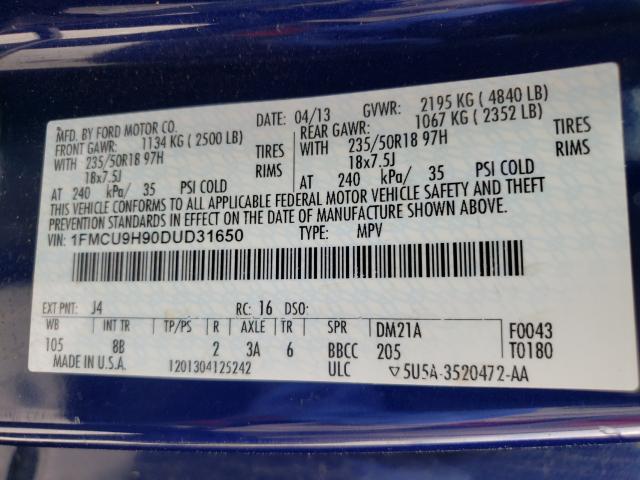 MFD. BY FORD MOTOR CO. DATE: 04/13 GVWR: 2195 KG ( 4840 LB)
FRONT GAWR: 1134 KG ( 2500 LB) REAR GAWR: 1067 KG ( 2352 LB)
WITH 235/50R18 97H TIRES WITH 235/50R18 97H TIRES
18x7.5J RIMS 18x7.5J RIMS
AT 240 kPa/ 35 PSI COLD AT 240 kPa/ 35 PSI COLD
THIS VEHICLE CONFORMS TO ALL APPLICABLE FEDERAL MOTOR VEHICLE SAFETY AND THEFT
PREVENTION STANDARDS IN EFFECT ON THE DATE OF MANUFACTURE SHOWN ABOVE.
VIN: 1FMCU9H90DUD31650 TYPE: MPV
EXT PNT: J4 RC: 16 DSO:
WB INT TR TP/PS R AXLE TR SPR DM21A F0043
105 8B 2 3A 6 BBCC 205 T0180
MADE IN U.S.A. 1201304125242 ULC ▽5U5A-3520472-AA